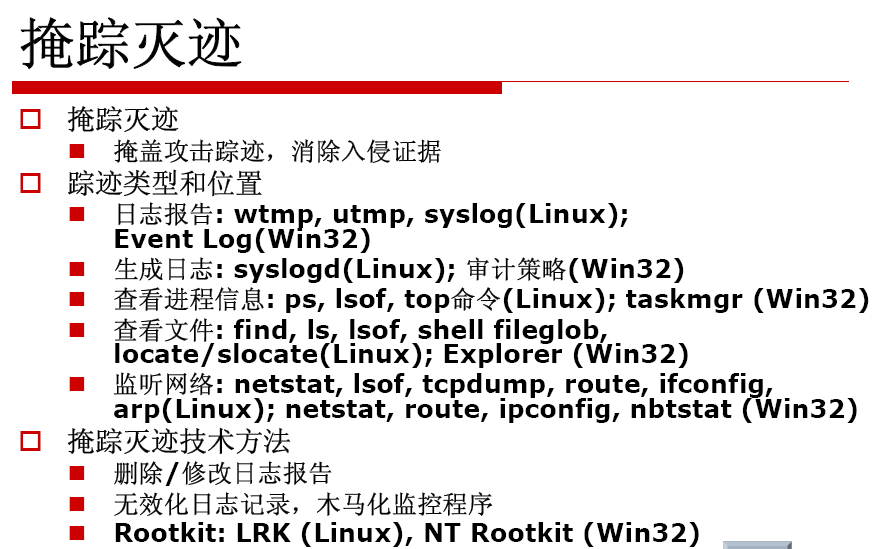 掩踪灭迹
掩踪灭迹
掩盖攻击踪迹，消除入侵证据
踪迹类型和位置
日志报告: wtmp, utmp, syslog(Linux);
Event Log(Win32)
生成日志: syslogd(Linux); 审计策略(Win32)
查看进程信息: ps, lsof, top命令(Linux); taskmgr (Win32)
查看文件: find, ls, lsof, shell fileglob,
locate/slocate(Linux); Explorer (Win32)
监听网络: netstat, lsof, tcpdump, route, ifconfig,
arp(Linux); netstat, route, ipconfig, nbtstat (Win32)
掩踪灭迹技术方法
删除/修改日志报告
无效化日志记录，木马化监控程序
Rootkit: LRK (Linux), NT Rootkit (Win32)